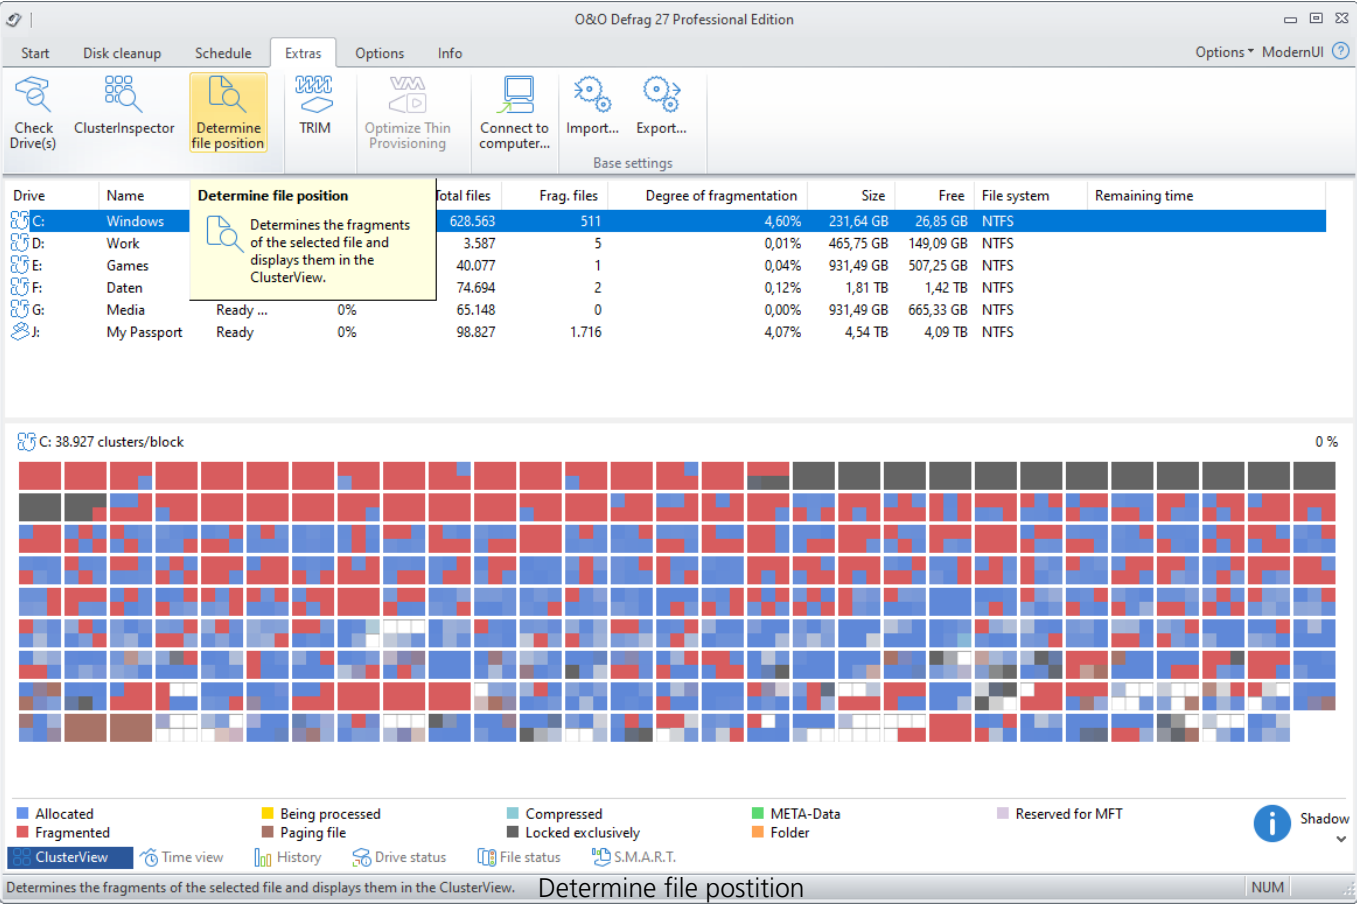 O&O Defrag 27 Professional Edition
Start Disk cleanup Schedule Extras Options Info Options ModernUI ?
Check Drive(s)
ClusterInspector
Determine file position
TRIM
Optimize Thin Provisioning
Connect to computer...
Import... Export...
Base settings
Drive Name Total files Frag. files Degree of fragmentation Size Free File system Remaining time
C: Windows 628.563 511 4,60% 231,64 GB 26,85 GB NTFS
D: Work 3.587 5 0,01% 465,75 GB 149,09 GB NTFS
E: Games 40.077 1 0,04% 931,49 GB 507,25 GB NTFS
F: Daten 74.694 2 0,12% 1,81 TB 1,42 TB NTFS
G: Media Ready ... 0% 65.148 0 0,00% 931,49 GB 665,33 GB NTFS
J: My Passport Ready 0% 98.827 1.716 4,07% 4,54 TB 4,09 TB NTFS
Determine file position
Determines the fragments
of the selected file and
displays them in the
ClusterView.
C: 38.927 clusters/block 0 %
Allocated Being processed Compressed META-Data Reserved for MFT
Fragmented Paging file Locked exclusively Folder
i Shadow
ClusterView Time view History Drive status File status S.M.A.R.T.
Determines the fragments of the selected file and displays them in the ClusterView. Determine file postition NUM